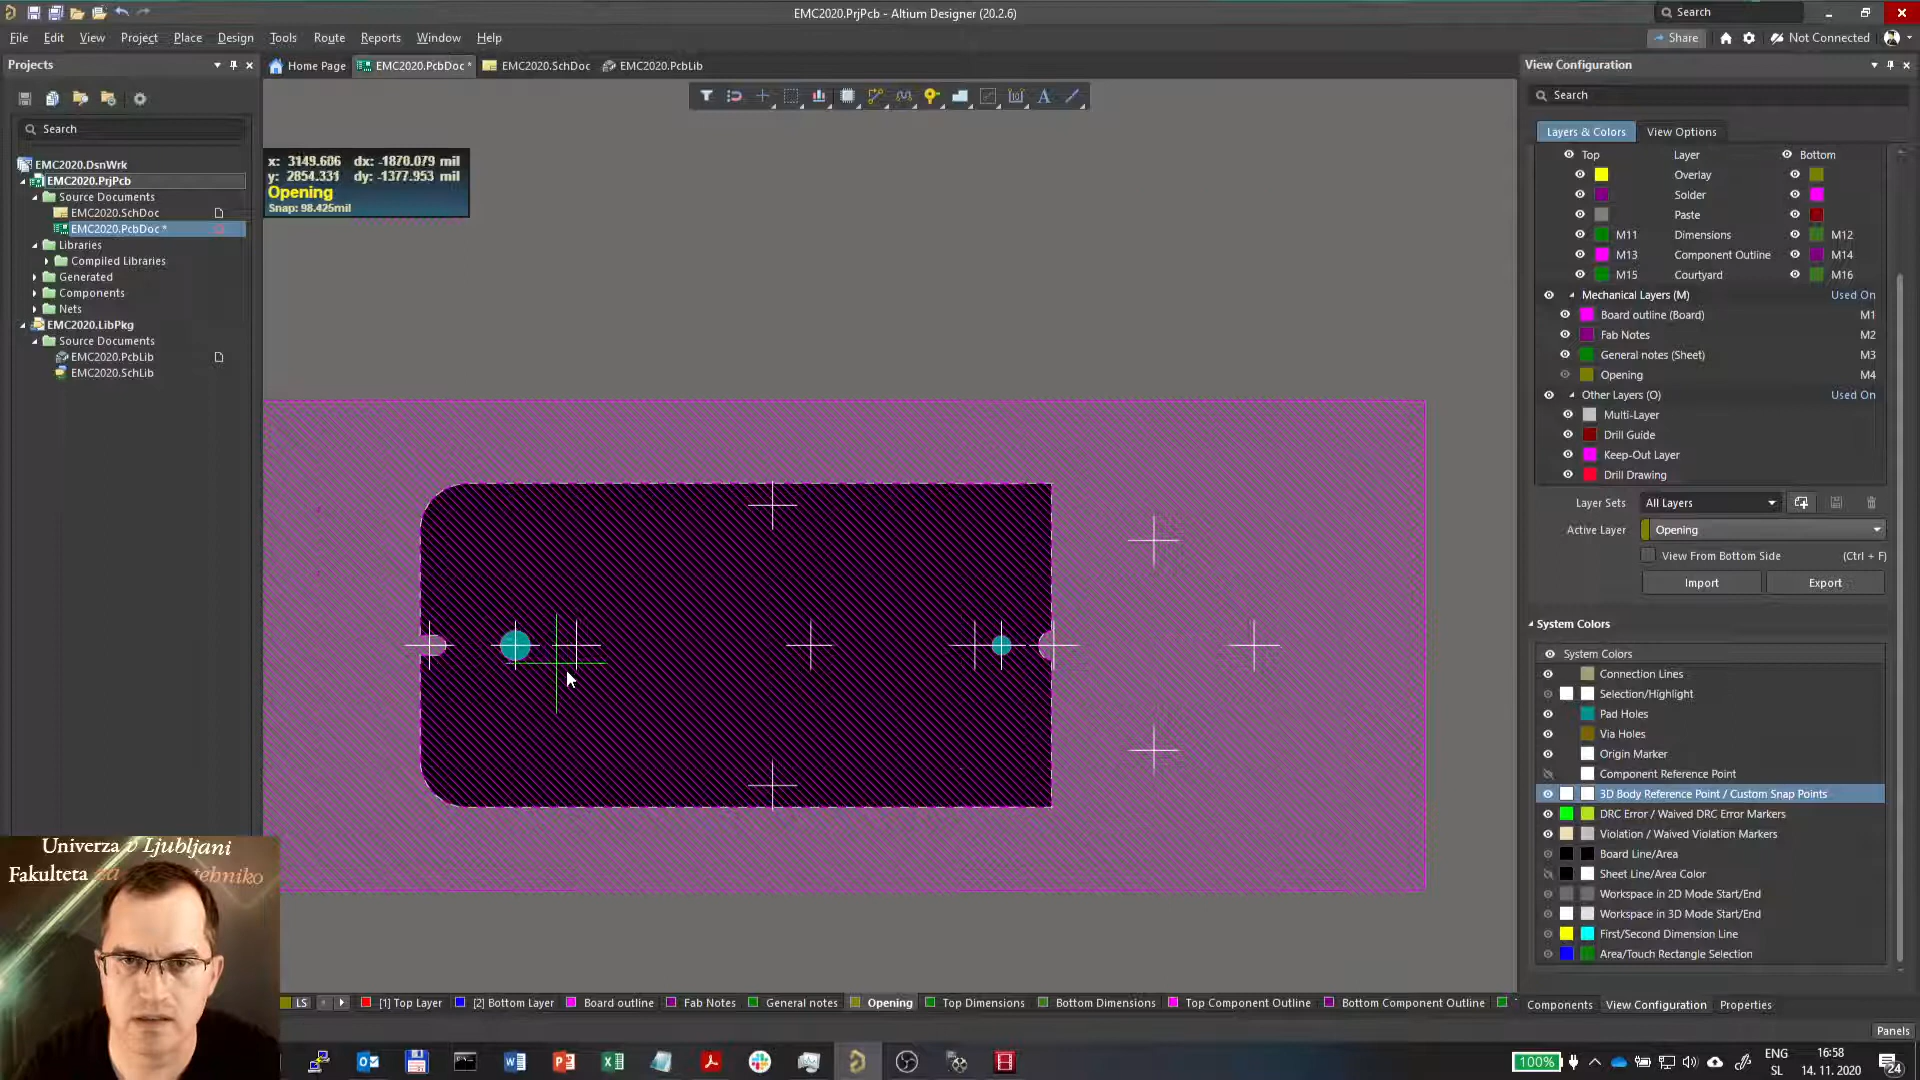 EMC2020.PrjPcb - Altium Designer (20.2.6)
Search
File Edit View Project Place Design Tools Route Reports Window Help
Share
Not Connected
Projects
Home Page
EMC2020.PcbDoc *
EMC2020.SchDoc
EMC2020.PcbLib
View Configuration
Search
Search
Layers & Colors View Options
x: 3149.606 dx: -1870.079 mil
y: 2854.331 dy: -1377.953 mil
Opening
Snap: 98.425mil
EMC2020.DsnWrk
EMC2020.PrjPcb
Source Documents
EMC2020.SchDoc
EMC2020.PcbDoc *
Libraries
Compiled Libraries
Generated
Components
Nets
EMC2020.LibPkg
Source Documents
EMC2020.PcbLib
EMC2020.SchLib
Top Layer Bottom
Overlay
Solder
Paste
M11 Dimensions M12
M13 Component Outline M14
M15 Courtyard M16
Mechanical Layers (M) Used On
Board outline (Board) M1
Fab Notes M2
General notes (Sheet) M3
Opening M4
Other Layers (O) Used On
Multi-Layer
Drill Guide
Keep-Out Layer
Drill Drawing
Layer Sets All Layers
Active Layer Opening
View From Bottom Side (Ctrl + F)
Import Export
System Colors
System Colors
Connection Lines
Selection/Highlight
Pad Holes
Via Holes
Origin Marker
Component Reference Point
3D Body Reference Point / Custom Snap Points
DRC Error / Waived DRC Error Markers
Violation / Waived Violation Markers
Board Line/Area
Sheet Line/Area Color
Workspace in 2D Mode Start/End
Workspace in 3D Mode Start/End
First/Second Dimension Line
Area/Touch Rectangle Selection
Univerza v Ljubljani
Fakulteta za tehniko
LS [1] Top Layer [2] Bottom Layer Board outline Fab Notes General notes Opening Top Dimensions Bottom Dimensions Top Component Outline Bottom Component Outline
Components View Configuration Properties
Panels
100%
ENG
SL
16:58
14. 11. 2020
24